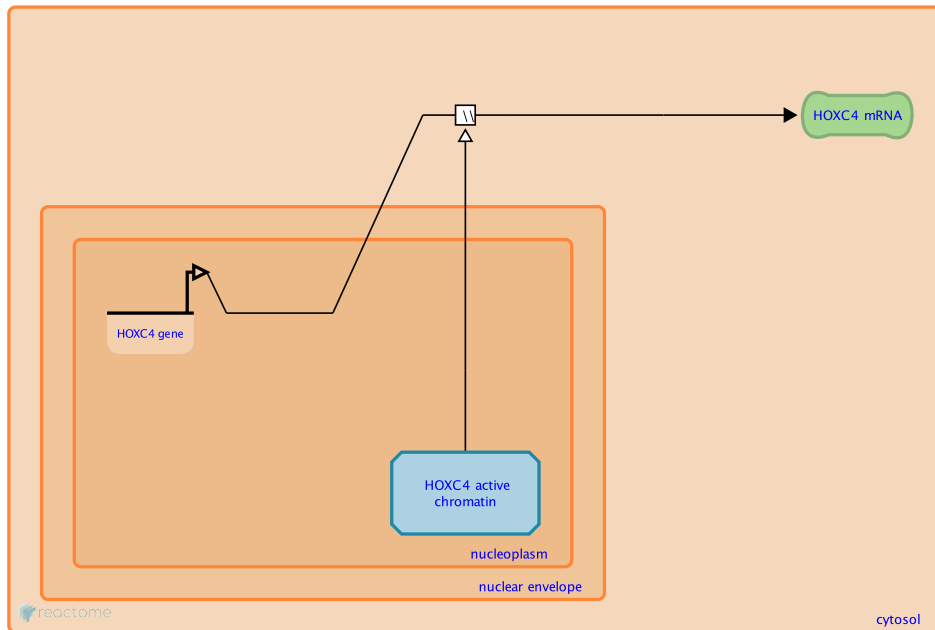 \\
HOXC4 mRNA
HOXC4 gene
HOXC4 active
chromatin
nucleoplasm
nuclear envelope
reactome
cytosol